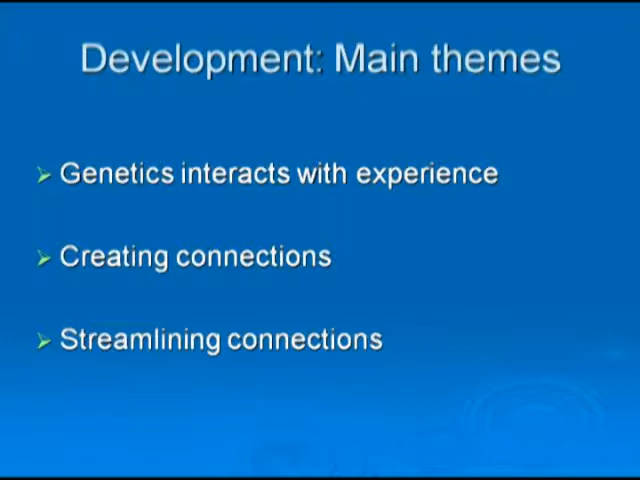 Development: Main themes
Genetics interacts with experience
Creating connections
Streamlining connections